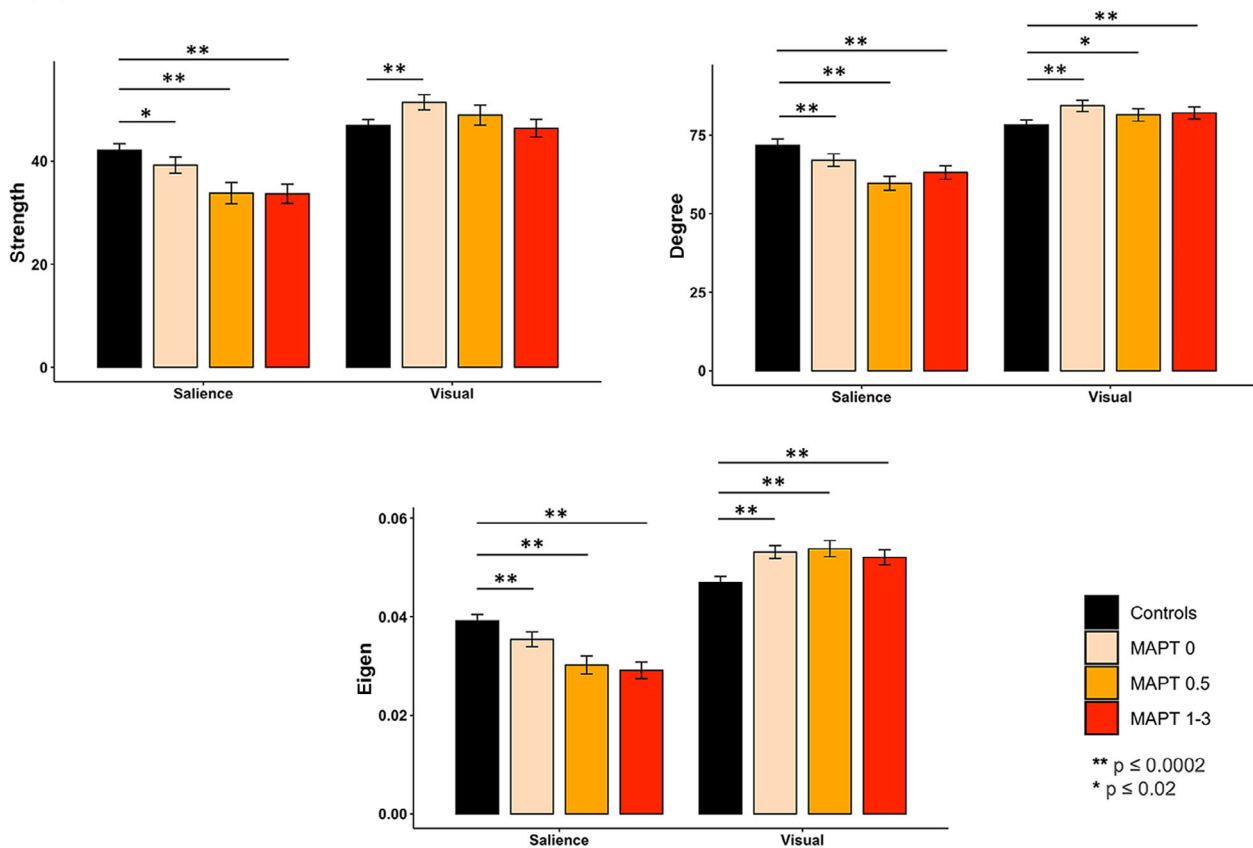 **
**
*
**
Strength
40
20
0
Salience
Visual
**
**
**
**
*
**
Degree
75
50
25
0
Salience
Visual
**
**
**
**
**
**
Eigen
0.06
0.04
0.02
0.00
Salience
Visual
Controls
MAPT 0
MAPT 0.5
MAPT 1-3
** p ≤ 0.0002
* p ≤ 0.02